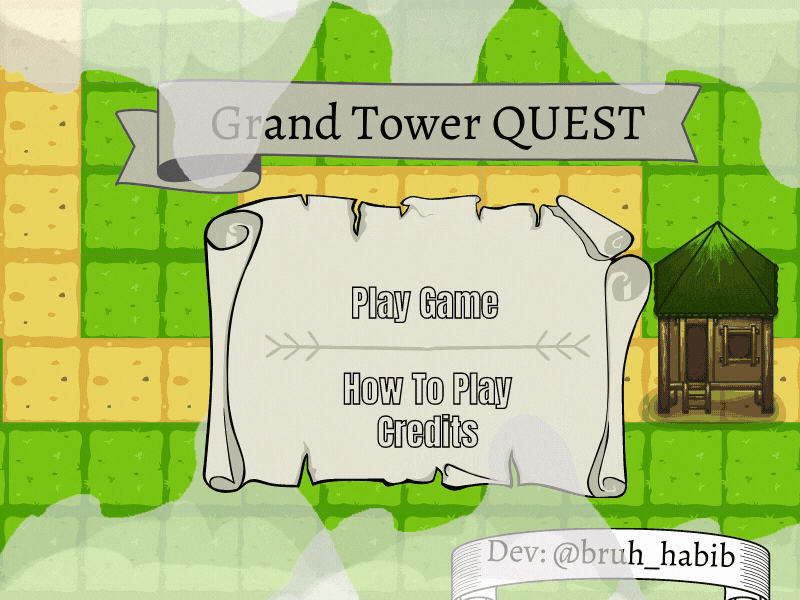 Grand Tower QUEST
Play Game
How To Play
Credits
Dev: @bruh_habib